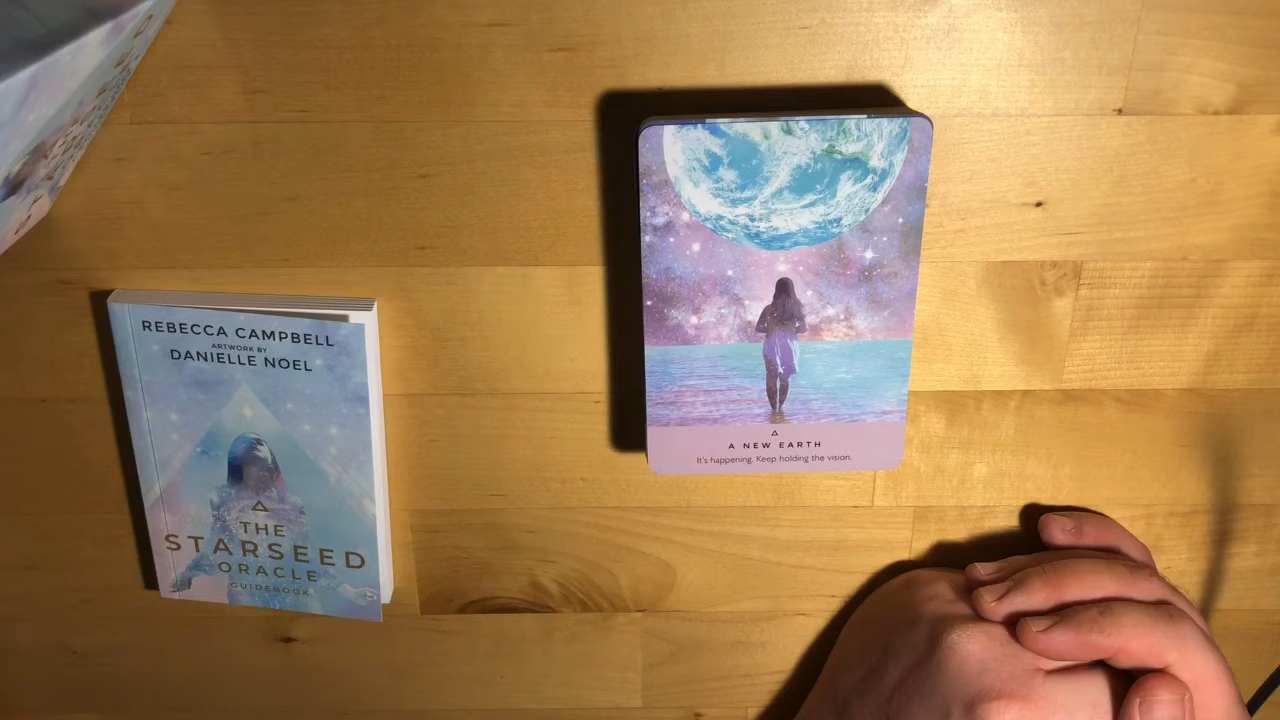 REBECCA CAMPBELL
ARTWORK BY
DANIELLE NOEL
THE
STARSEED
ORACLE
GUIDEBOOK
A NEW EARTH
It's happening. Keep holding the vision.